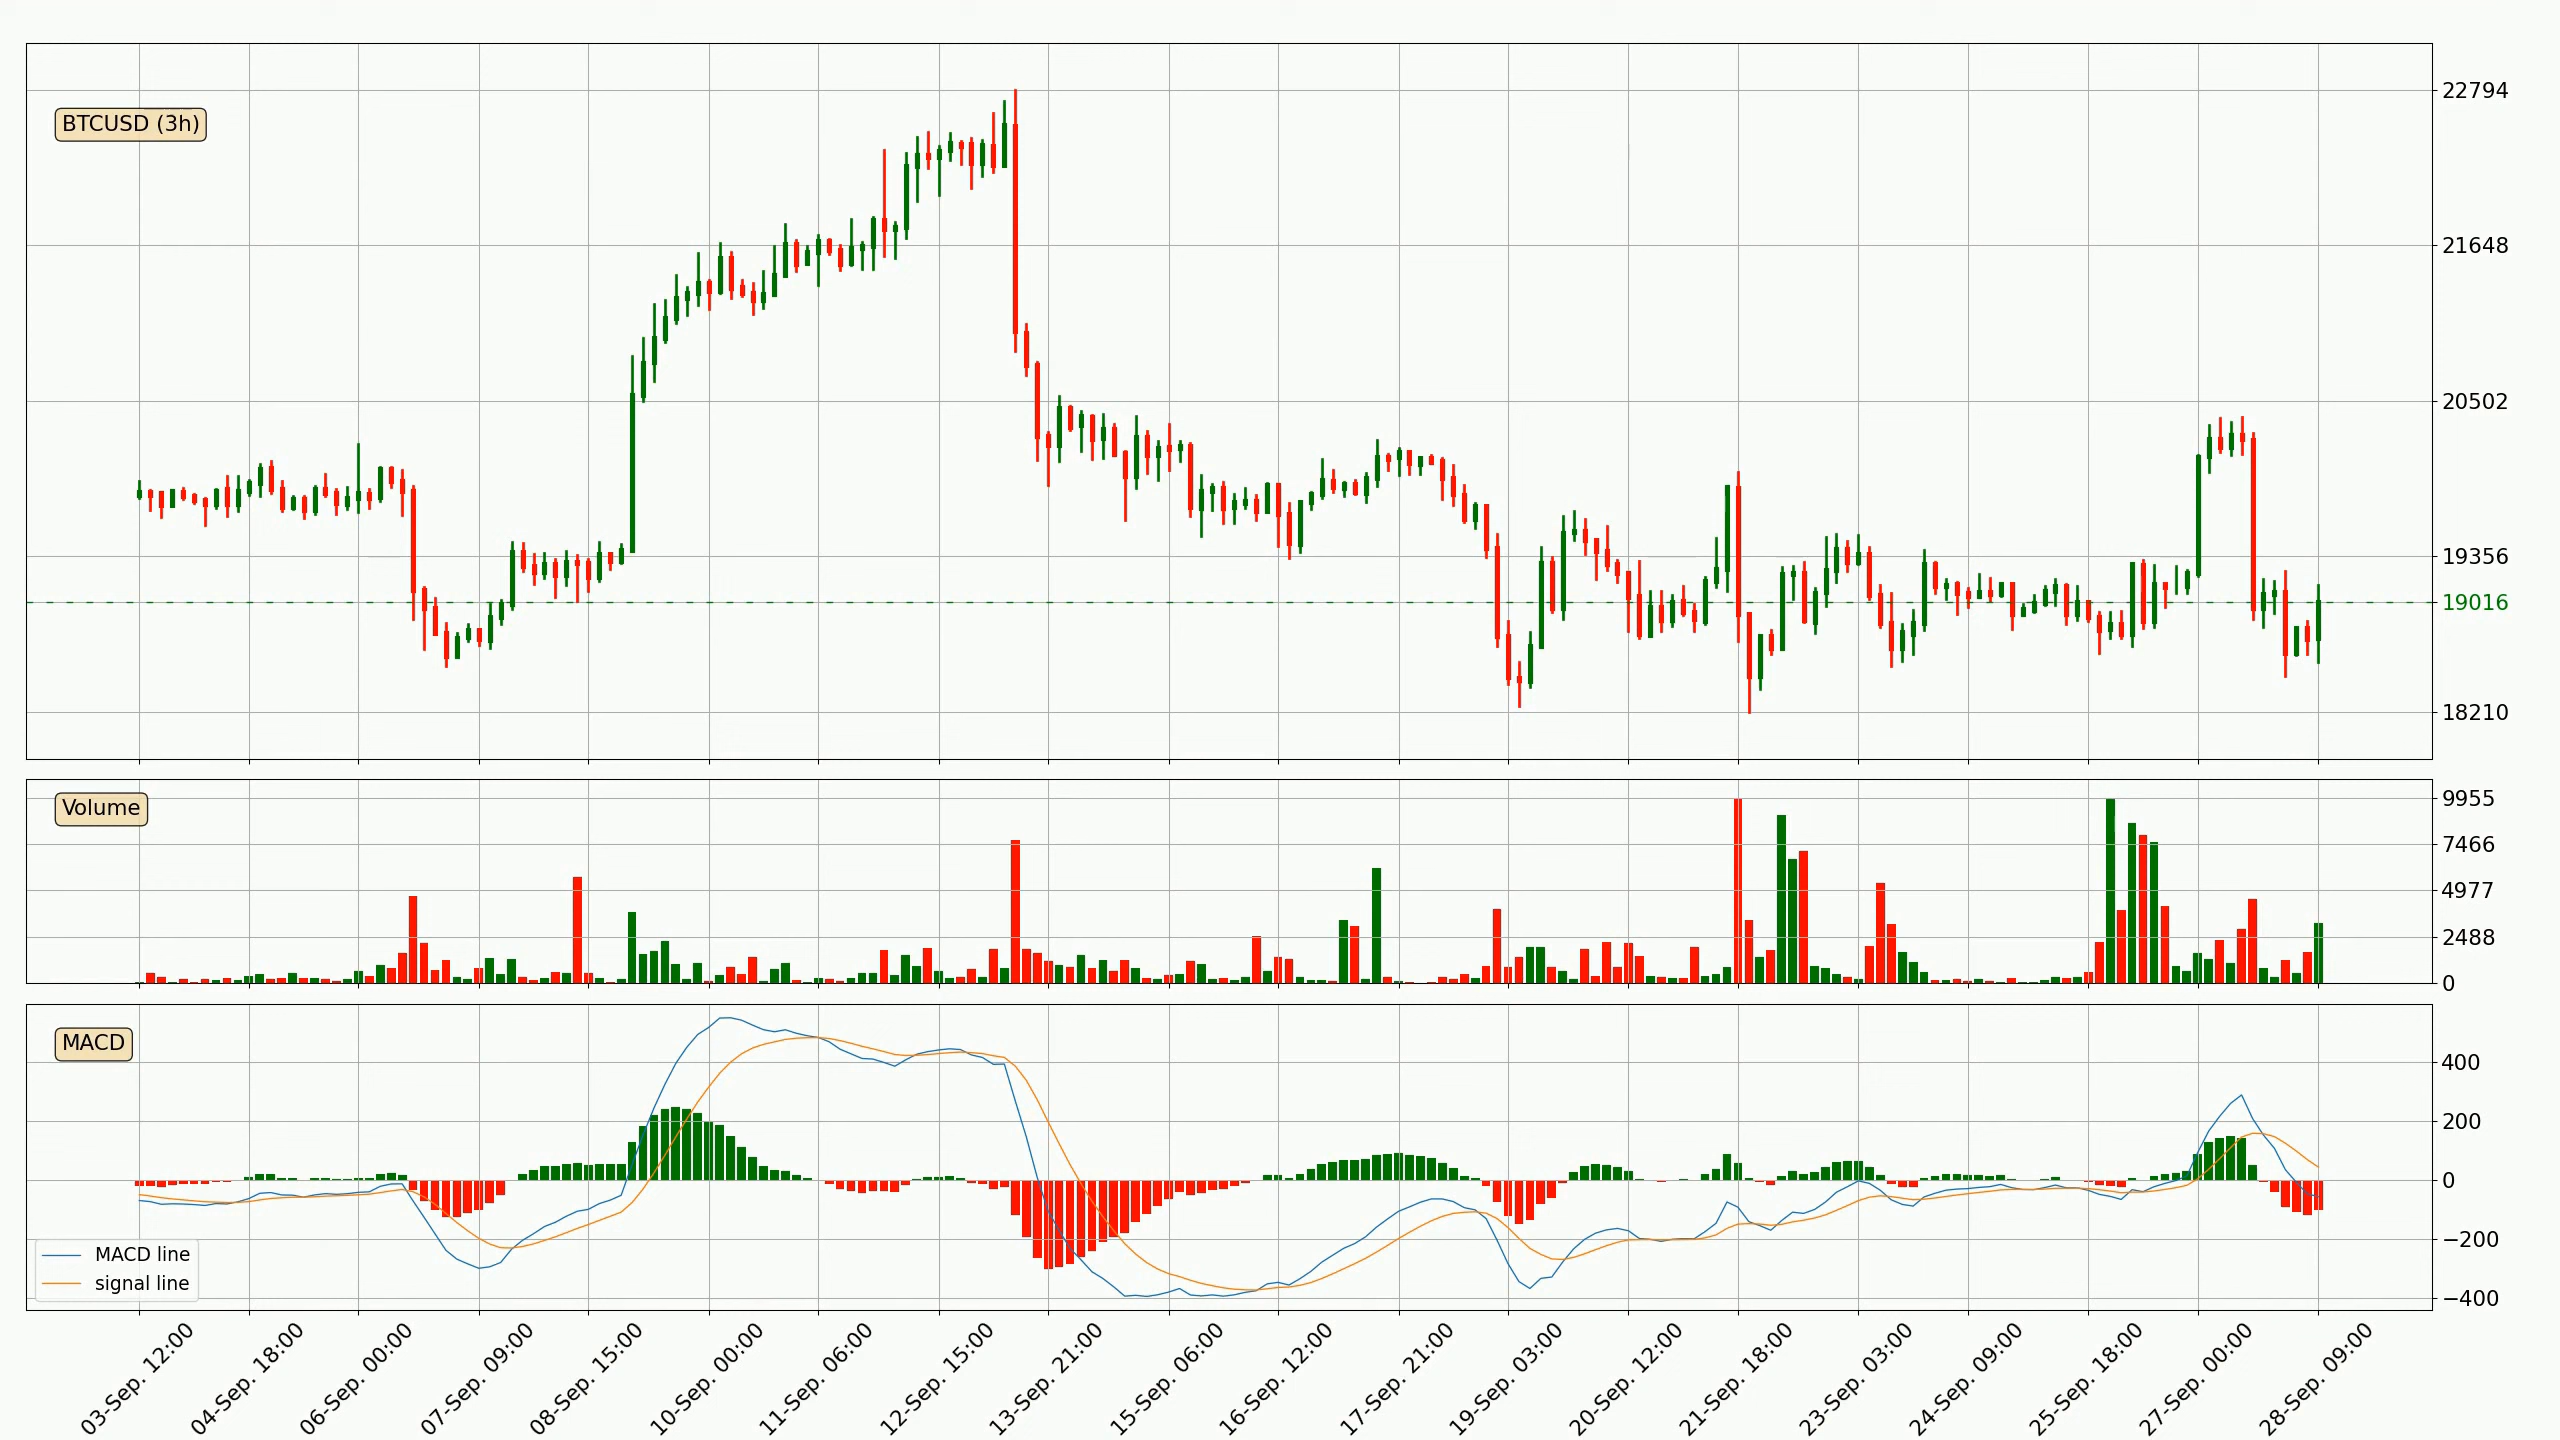 BTCUSD (3h)
22794
21648
20502
19356
19016
18210
Volume
9955
7466
4977
2488
0
MACD
400
200
0
−200
−400
MACD line
signal line
03-Sep. 12:00
04-Sep. 18:00
06-Sep. 00:00
07-Sep. 09:00
08-Sep. 15:00
10-Sep. 00:00
11-Sep. 06:00
12-Sep. 15:00
13-Sep. 21:00
15-Sep. 06:00
16-Sep. 12:00
17-Sep. 21:00
19-Sep. 03:00
20-Sep. 12:00
21-Sep. 18:00
23-Sep. 03:00
24-Sep. 09:00
25-Sep. 18:00
27-Sep. 00:00
28-Sep. 09:00